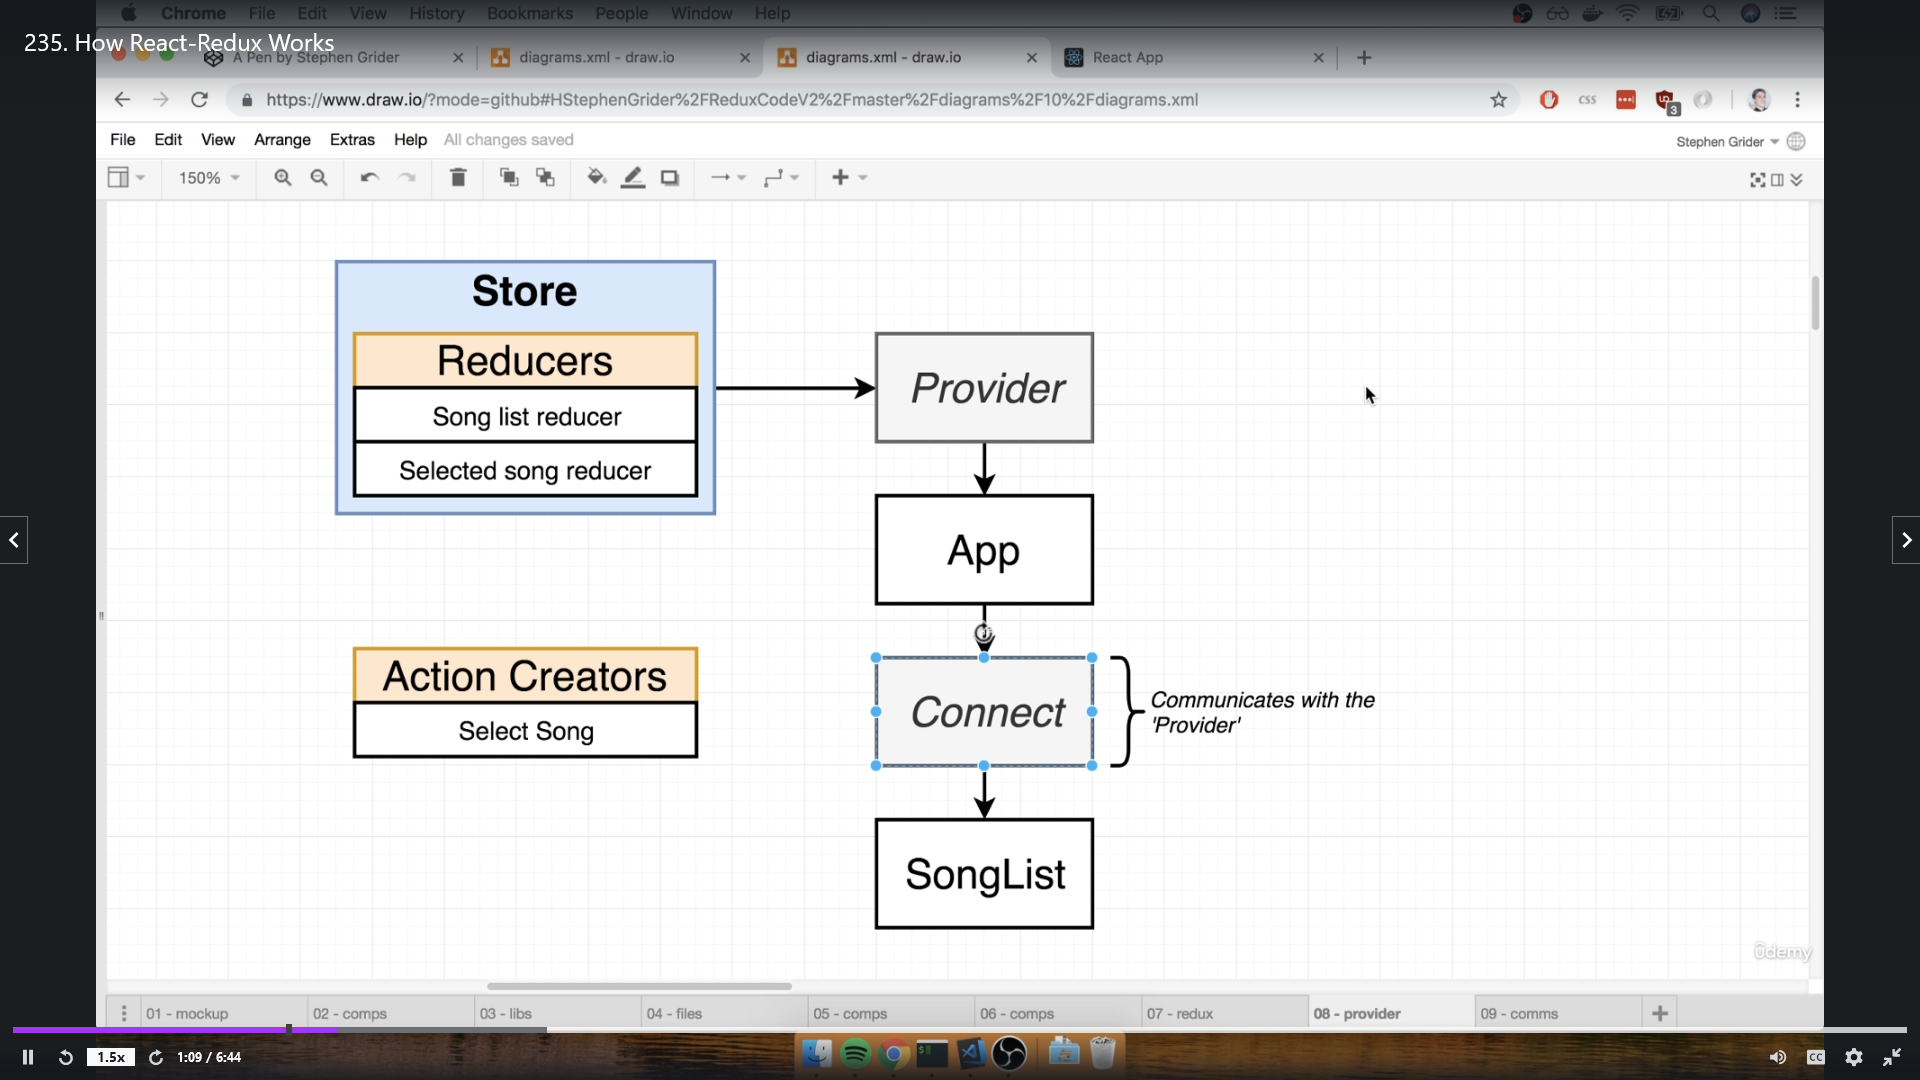 Chrome File Edit View History Bookmarks People Window Help
235. How React-Redux Works
A Pen by Stephen Grider
diagrams.xml - draw.io
diagrams.xml - draw.io
React App
https://www.draw.io/?mode=github#HStephenGrider%2FReduxCodeV2%2Fmaster%2Fdiagrams%2F10%2Fdiagrams.xml
css
3
File Edit View Arrange Extras Help All changes saved
Stephen Grider
150%
Store
Reducers
Song list reducer
Selected song reducer
Provider
App
Action Creators
Select Song
Connect
Communicates with the
'Provider'
SongList
ûdemy
01 - mockup
02 - comps
03 - libs
04 - files
05 - comps
06 - comps
07 - redux
08 - provider
09 - comms
1.5x
1:09 / 6:44
CC